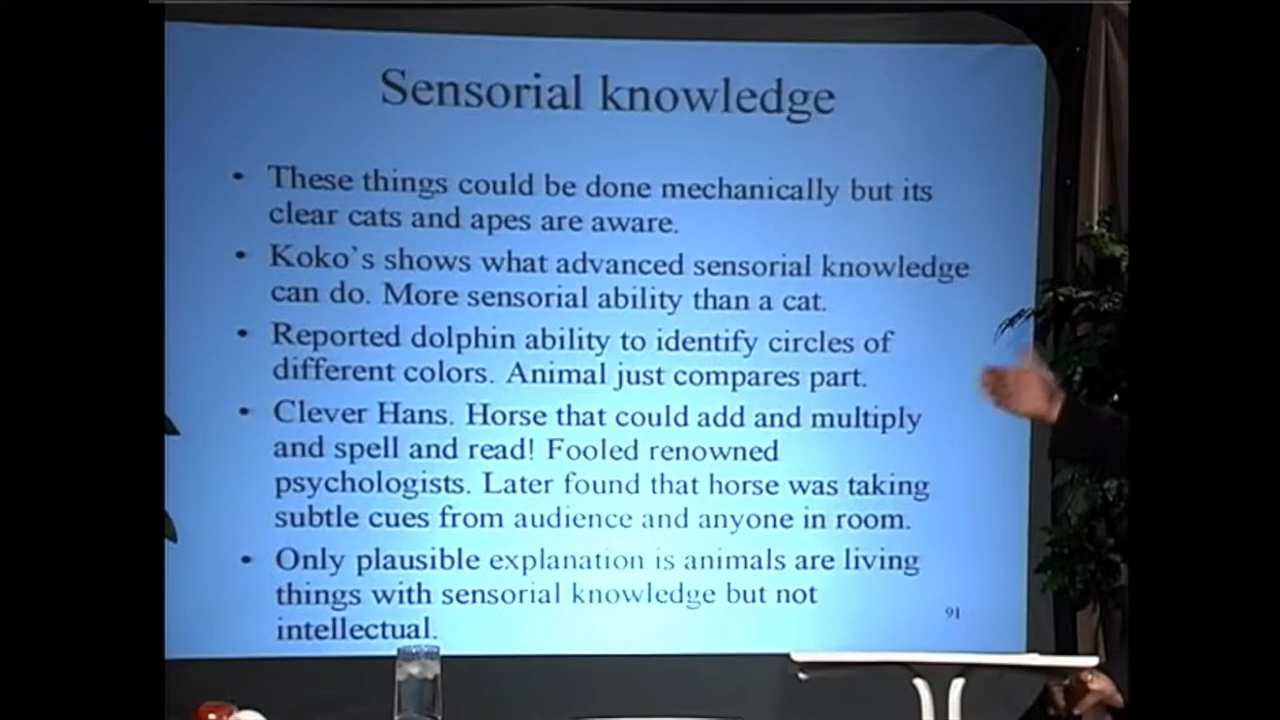 Sensorial knowledge
• These things could be done mechanically but its
clear cats and apes are aware.
• Koko's shows what advanced sensorial knowledge
can do. More sensorial ability than a cat.
• Reported dolphin ability to identify circles of
different colors. Animal just compares part.
• Clever Hans. Horse that could add and multiply
and spell and read! Fooled renowned
psychologists. Later found that horse was taking
subtle cues from audience and anyone in room.
• Only plausible explanation is animals are living
things with sensorial knowledge but not
intellectual.
91